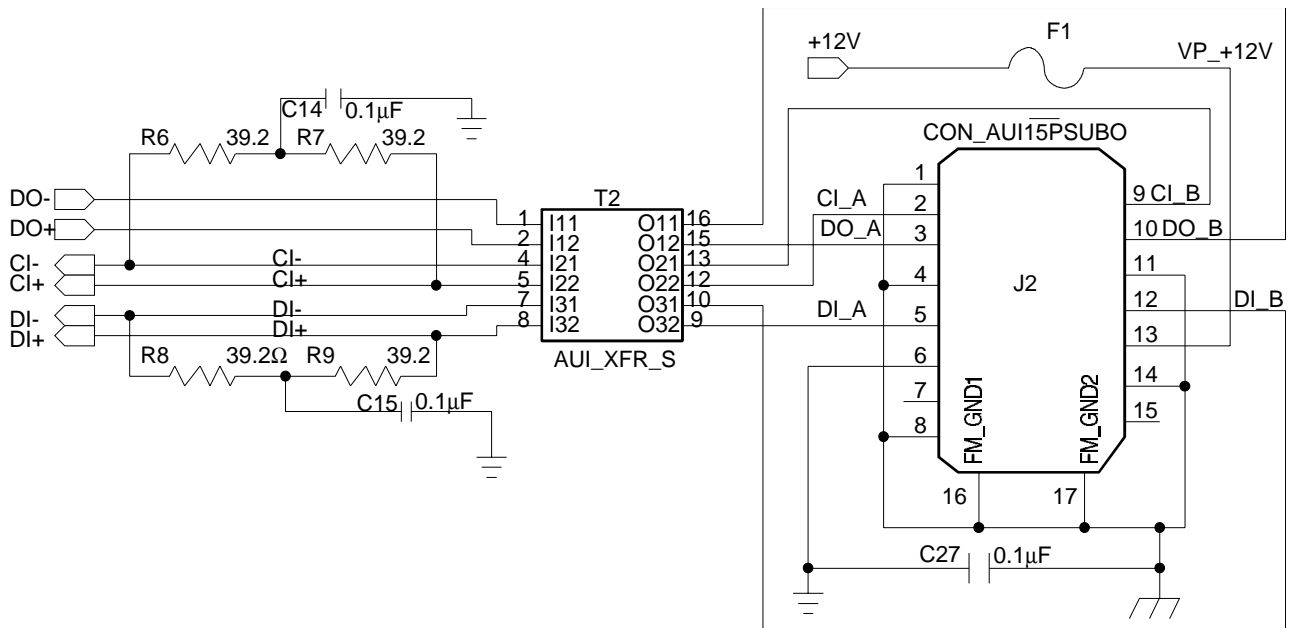 +12V
F1
VP_+12V
C14
0.1µF
R6
39.2
R7
39.2
CON_AUI15PSUBO
DO-
DO+
CI-
CI+
DI-
DI+
CI-
CI+
DI-
DI+
T2
1 I11 O11 16
2 I12 O12 15
4 I21 O21 13
5 I22 O22 12
7 I31 O31 10
8 I32 O32 9
AUI_XFR_S
CI_A
DO_A
DI_A
1
2
3
4
5
6
7
8
J2
9 CI_B
10 DO_B
11
12 DI_B
13
14
15
FM_GND1
FM_GND2
16
17
R8
39.2Ω
R9
39.2
C15
0.1µF
C27
0.1µF